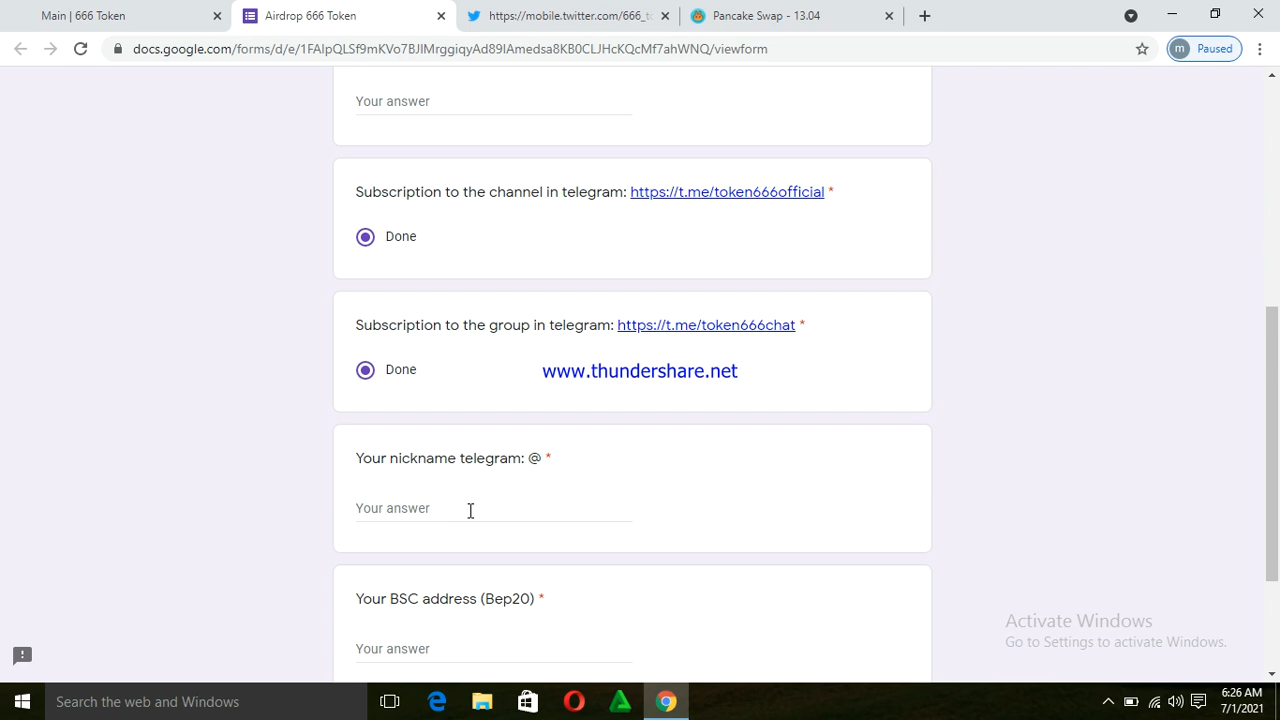 Main | 666 Token
Airdrop 666 Token
https://mobile.twitter.com/666_t
Pancake Swap - 13.04
docs.google.com/forms/d/e/1FAIpQLSf9mKVo7BJIMrggiqyAd89IAmedsa8KB0CLJHcKQcMf7ahWNQ/viewform
m Paused
Your answer
Subscription to the channel in telegram: https://t.me/token666official *
Done
Subscription to the group in telegram: https://t.me/token666chat *
Done
www.thundershare.net
Your nickname telegram: @ *
Your answer
Your BSC address (Bep20) *
Your answer
Activate Windows
Go to Settings to activate Windows.
Search the web and Windows
6:26 AM
7/1/2021